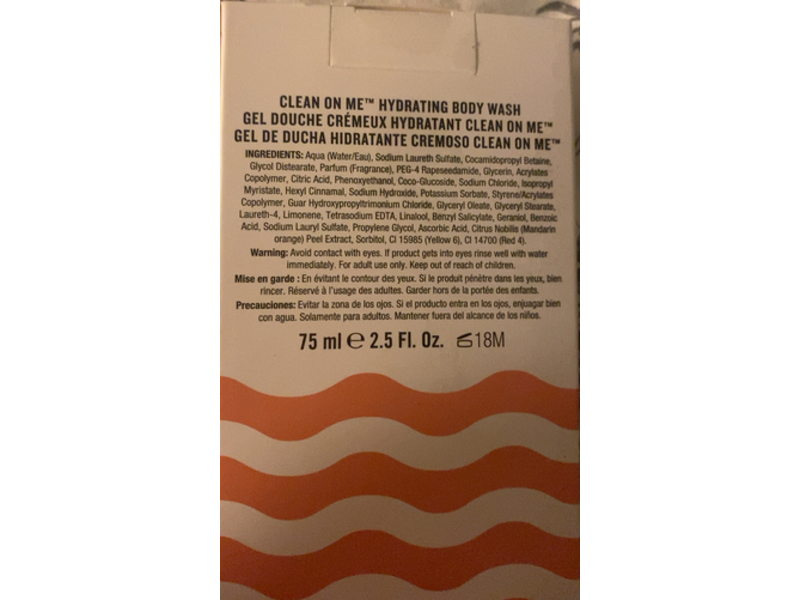 CLEAN ON ME™ HYDRATING BODY WASH
GEL DOUCHE CRÉMEUX HYDRATANT CLEAN ON ME™
GEL DE DUCHA HIDRATANTE CREMOSO CLEAN ON ME™
INGREDIENTS: Aqua (Water/Eau), Sodium Laureth Sulfate, Cocamidopropyl Betaine,
Glycol Distearate, Parfum (Fragrance), PEG-4 Rapeseedamide, Glycerin, Acrylates
Copolymer, Citric Acid, Phenoxyethanol, Coco-Glucoside, Sodium Chloride, Isopropyl
Myristate, Hexyl Cinnamal, Sodium Hydroxide, Potassium Sorbate, Styrene/Acrylates
Copolymer, Guar Hydroxypropyltrimonium Chloride, Glyceryl Oleate, Glyceryl Stearate,
Laureth-4, Limonene, Tetrasodium EDTA, Linalool, Benzyl Salicylate, Geraniol, Benzoic
Acid, Sodium Lauryl Sulfate, Propylene Glycol, Ascorbic Acid, Citrus Nobilis (Mandarin
orange) Peel Extract, Sorbitol, CI 15985 (Yellow 6), CI 14700 (Red 4).
Warning: Avoid contact with eyes. If product gets into eyes rinse well with water
immediately. For adult use only. Keep out of reach of children.
Mise en garde : En évitant le contour des yeux. Si le produit pénètre dans les yeux, bien
rincer. Réservé à l'usage des adultes. Garder hors de la portée des enfants.
Precauciones: Evitar la zona de los ojos. Si el producto entra en los ojos, enjuagar bien
con agua. Solamente para adultos. Mantener fuera del alcance de los niños.
75 ml ℮ 2.5 Fl. Oz. 18M